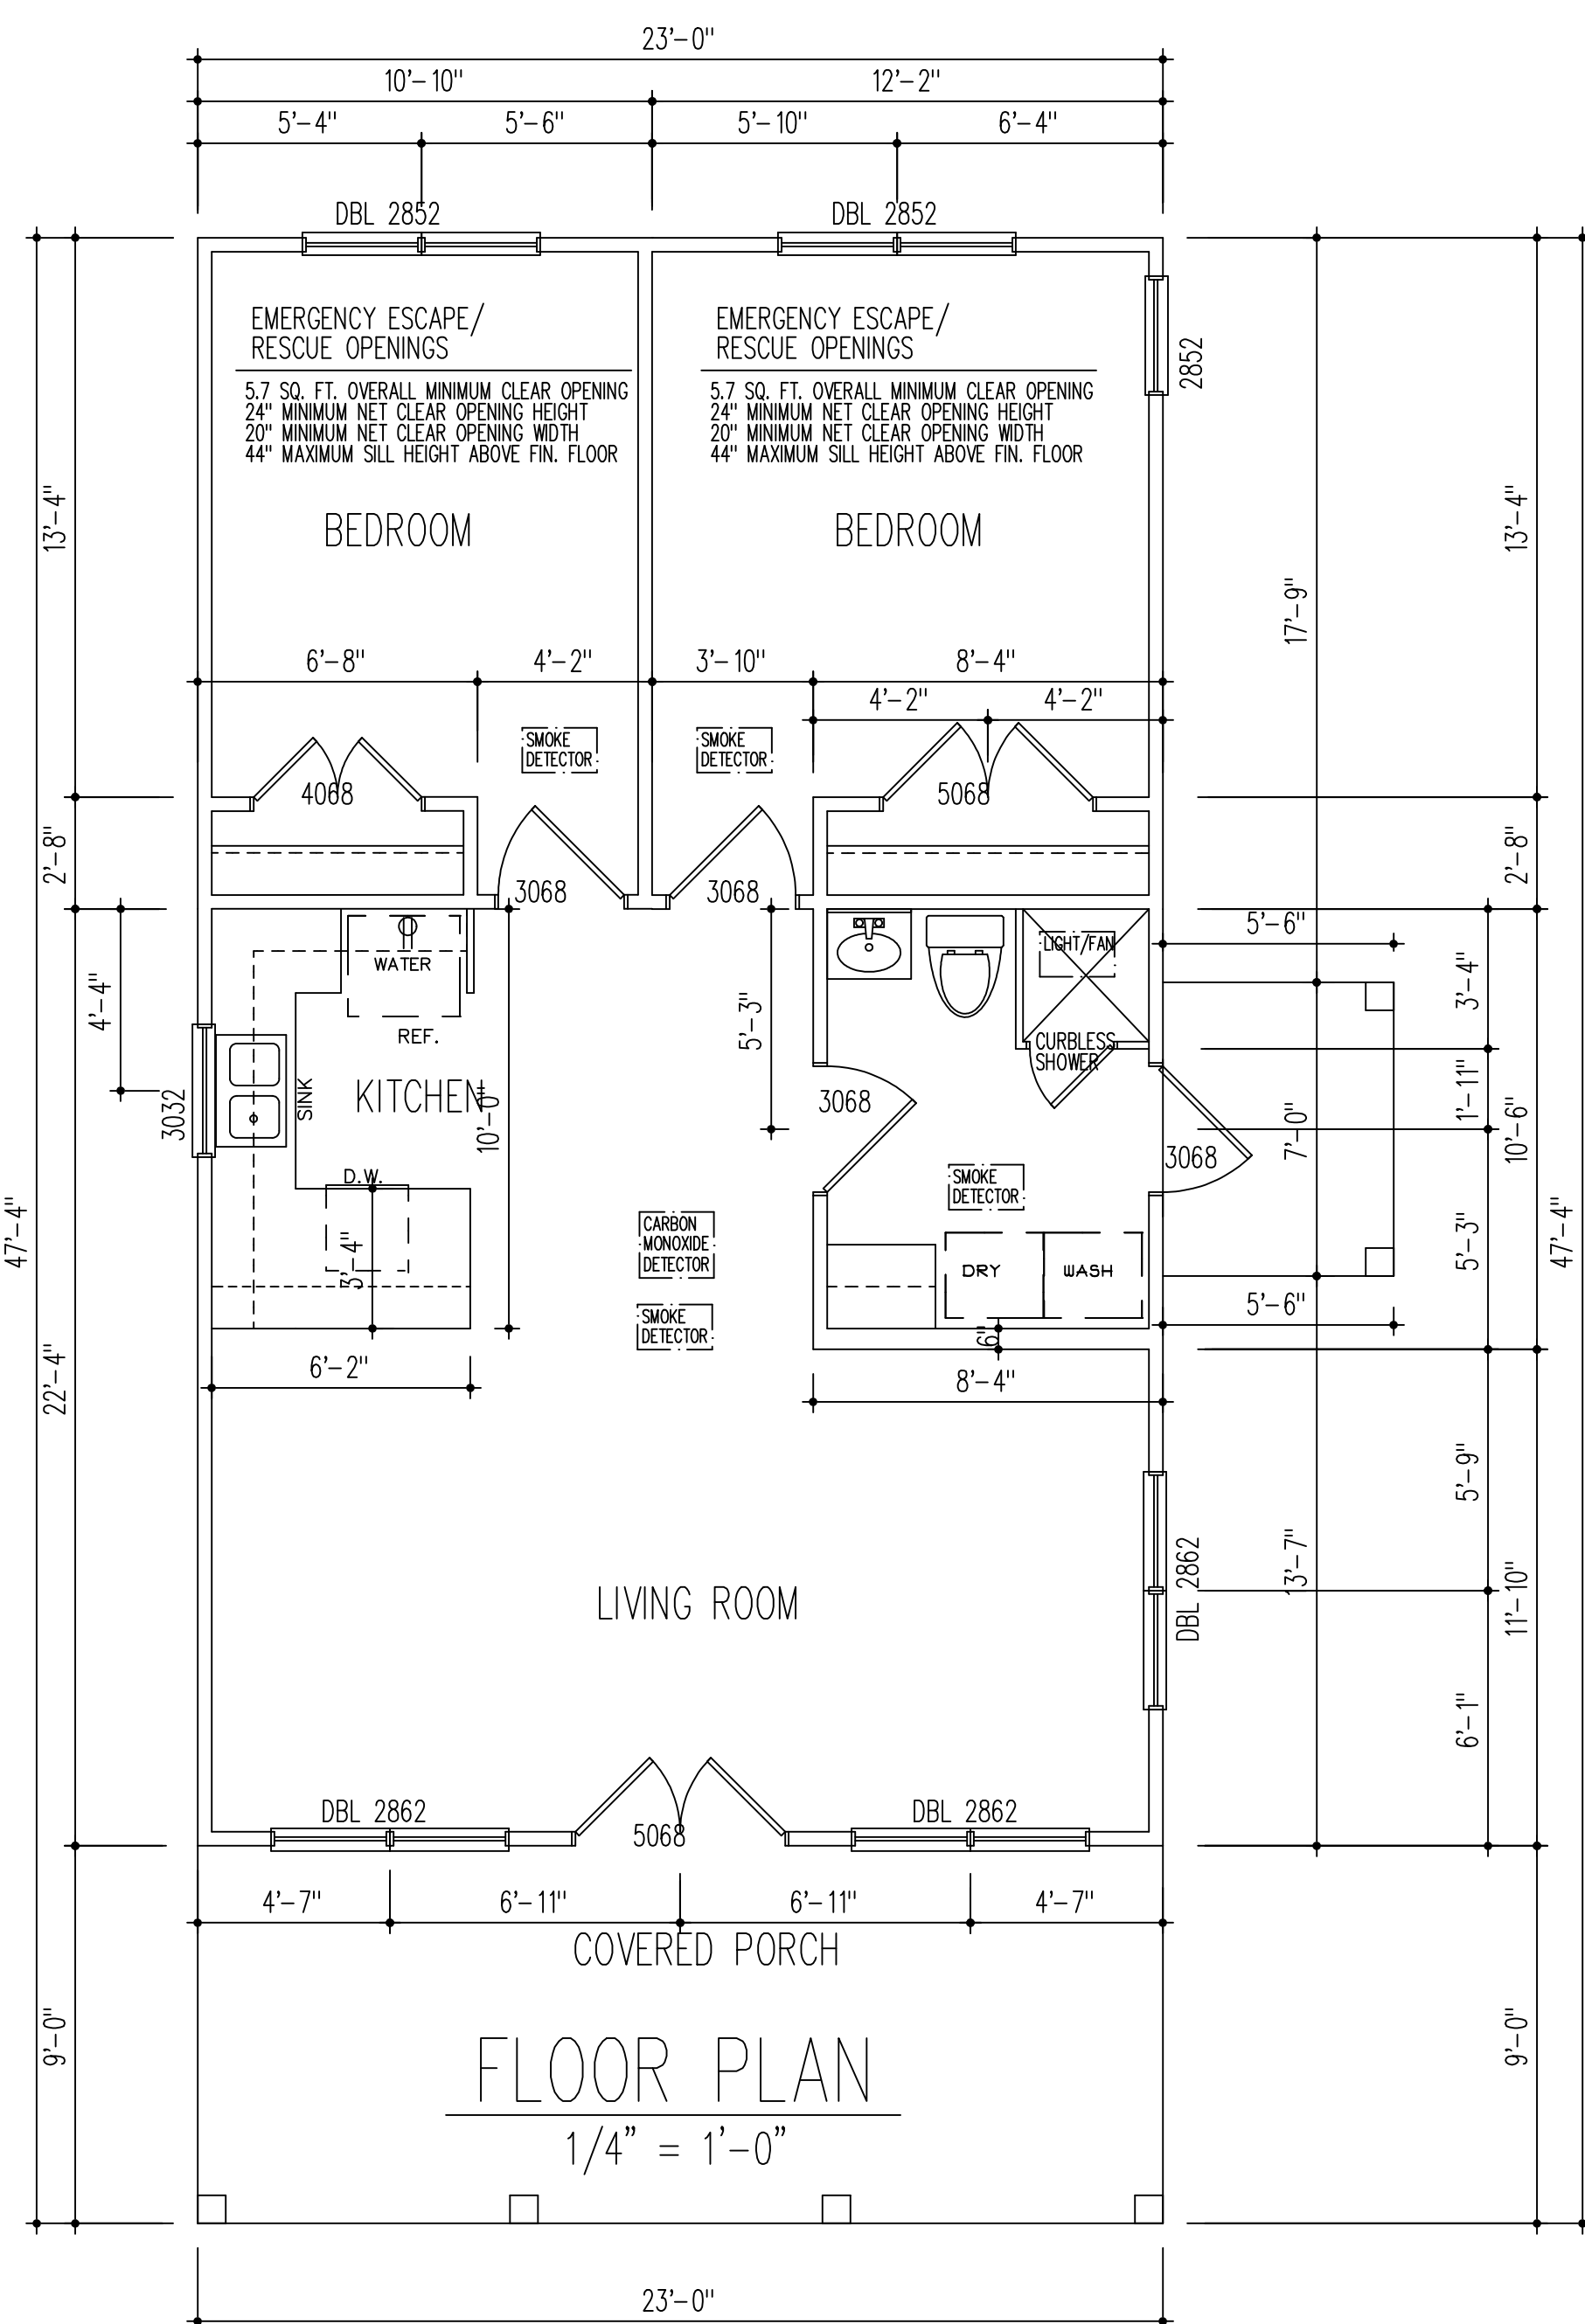 23'-0"
10'-10" 12'-2"
5'-4" 5'-6" 5'-10" 6'-4"
DBL 2852 DBL 2852
EMERGENCY ESCAPE/
RESCUE OPENINGS
5.7 SQ. FT. OVERALL MINIMUM CLEAR OPENING
24" MINIMUM NET CLEAR OPENING HEIGHT
20" MINIMUM NET CLEAR OPENING WIDTH
44" MAXIMUM SILL HEIGHT ABOVE FIN. FLOOR
EMERGENCY ESCAPE/
RESCUE OPENINGS
5.7 SQ. FT. OVERALL MINIMUM CLEAR OPENING
24" MINIMUM NET CLEAR OPENING HEIGHT
20" MINIMUM NET CLEAR OPENING WIDTH
44" MAXIMUM SILL HEIGHT ABOVE FIN. FLOOR
2852
13'-4"
BEDROOM BEDROOM
13'-4"
17'-9"
6'-8" 4'-2" 3'-10" 8'-4"
4'-2" 4'-2"
SMOKE
DETECTOR
SMOKE
DETECTOR
4068 5068
2'-8"
2'-8"
3068 3068
5'-6"
WATER
LIGHT/FAN
4'-4"
5'-3"
3'-4"
REF.
CURBLESS
SHOWER
3032
SINK
KITCHEN
10'-0"
3068
3068
1'-11"
7'-0"
10'-6"
D.W.
SMOKE
DETECTOR
47'-4"
3'-4"
CARBON
MONOXIDE
DETECTOR
DRY WASH
5'-3"
47'-4"
SMOKE
DETECTOR
6"
5'-6"
22'-4"
6'-2" 8'-4"
5'-9"
LIVING ROOM
DBL 2862
13'-7"
11'-10"
6'-1"
DBL 2862 5068 DBL 2862
4'-7" 6'-11" 6'-11" 4'-7"
COVERED PORCH
9'-0"
9'-0"
FLOOR PLAN
1/4" = 1'-0"
23'-0"